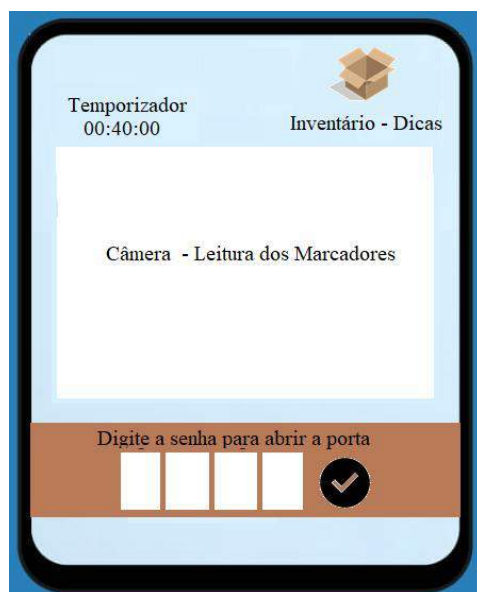 Temporizador
00:40:00
Inventário - Dicas
Câmera - Leitura dos Marcadores
Digite a senha para abrir a porta